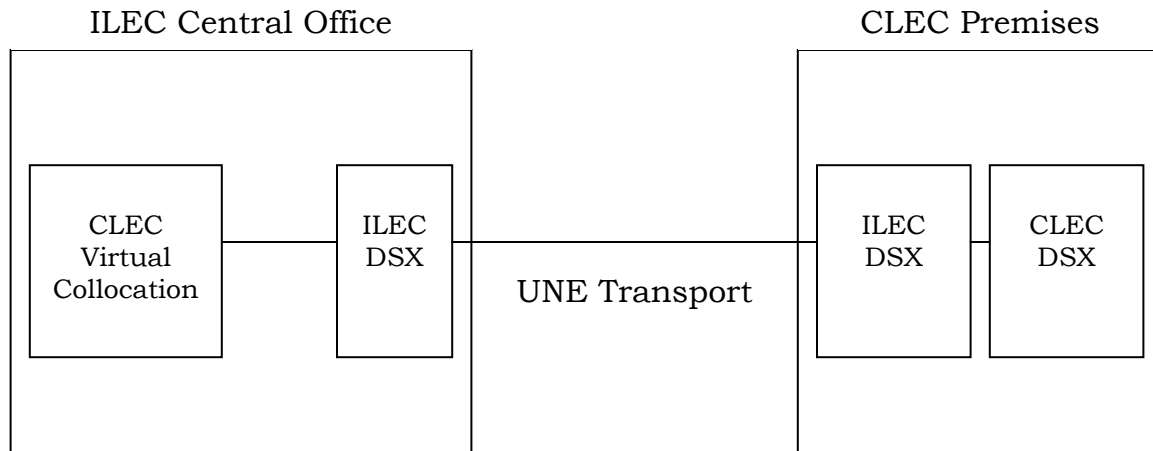 ILEC Central Office
CLEC Premises
CLEC
Virtual
Collocation
ILEC
DSX
UNE Transport
ILEC
DSX
CLEC
DSX